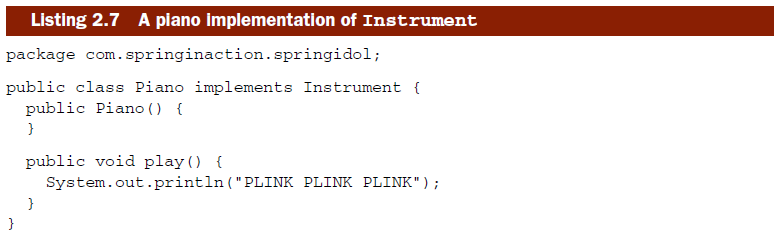 Listing 2.7 A piano implementation of Instrument
package com.springinaction.springidol;
public class Piano implements Instrument {
public Piano() {
}
public void play() {
System.out.println("PLINK PLINK PLINK");
}
}